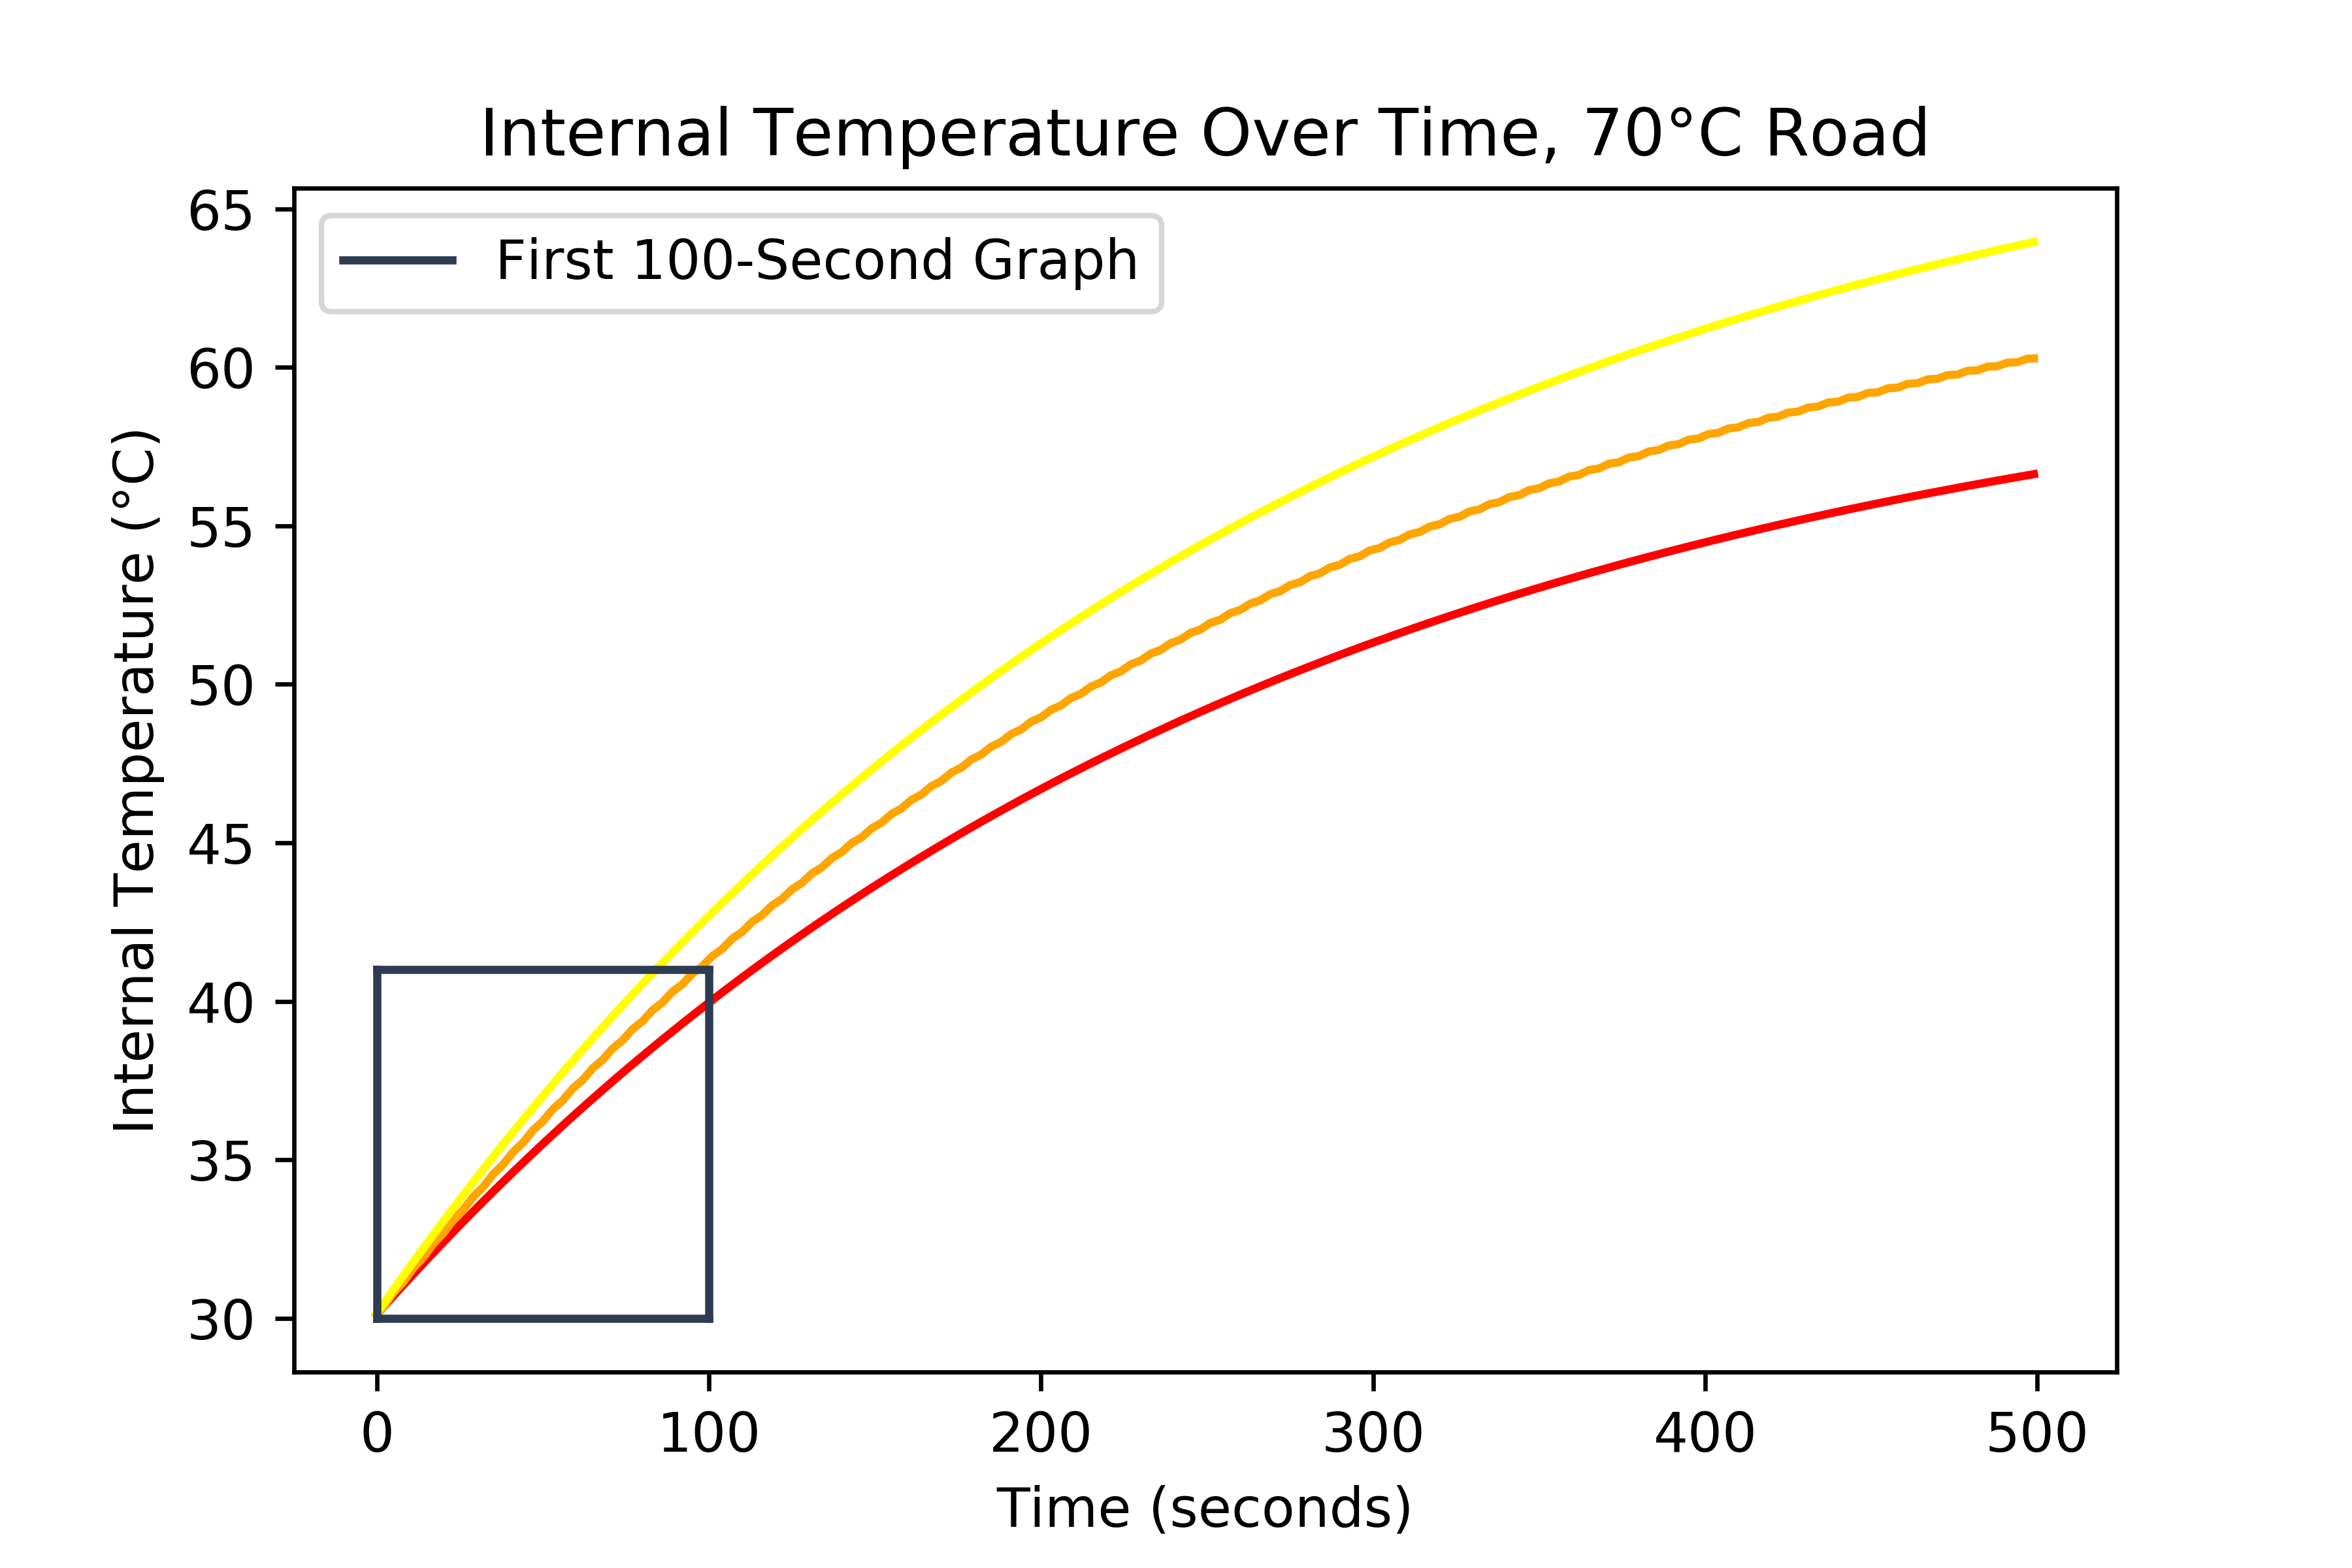 Internal Temperature Over Time, 70°C Road
First 100-Second Graph
Internal Temperature (°C)
65
60
55
50
45
40
35
30
0 100 200 300 400 500
Time (seconds)